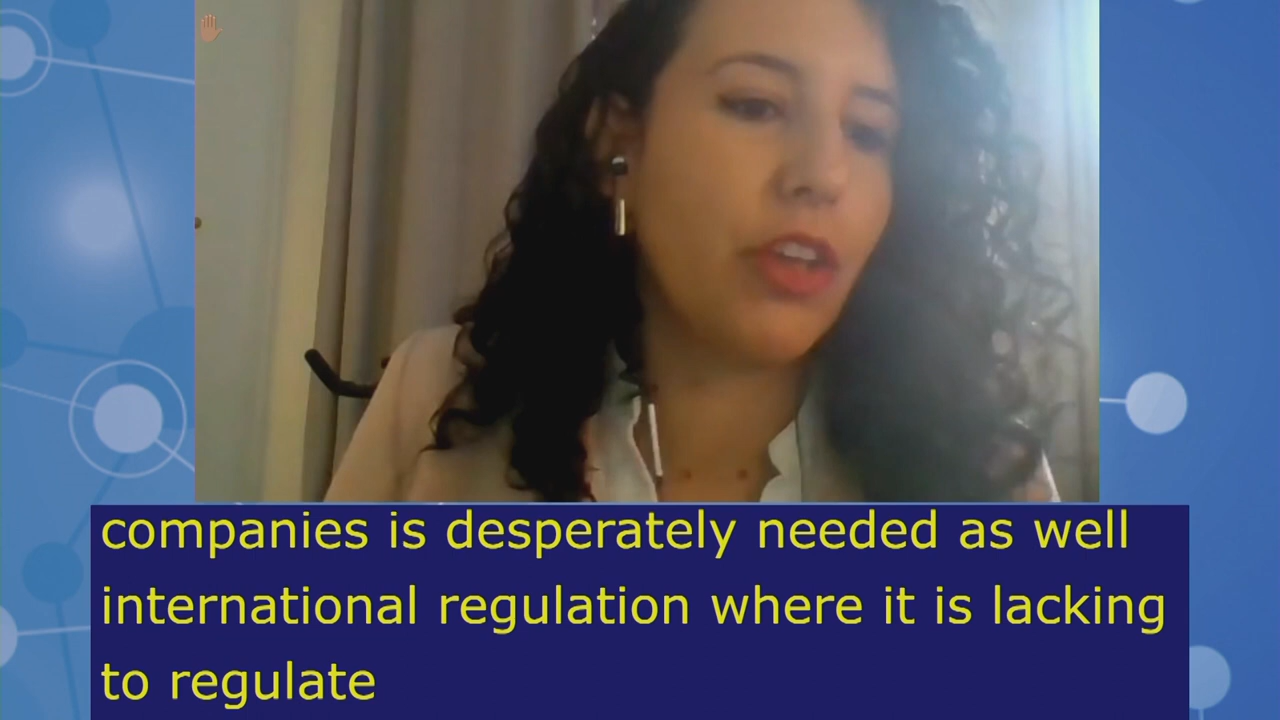 companies is desperately needed as well
international regulation where it is lacking
to regulate